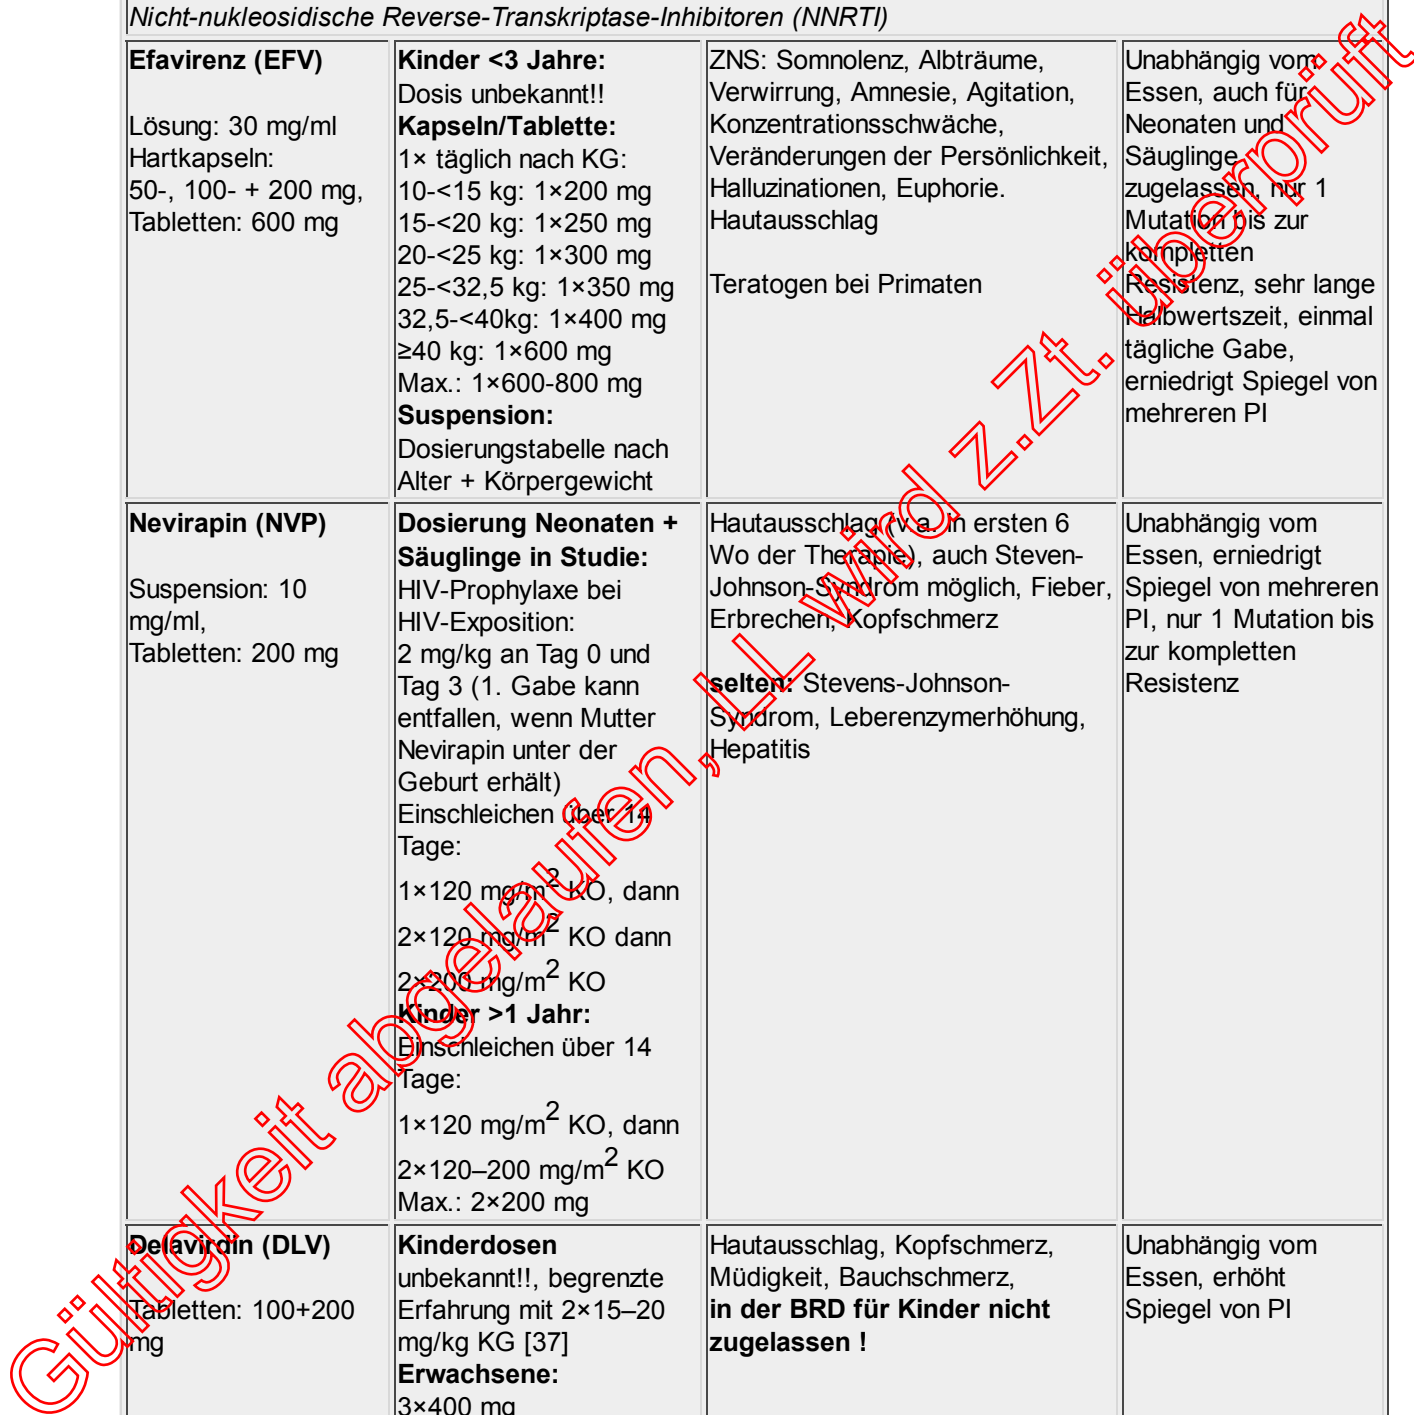 Nicht-nukleosidische Reverse-Transkriptase-Inhibitoren (NNRTI)
Efavirenz (EFV)
Lösung: 30 mg/ml
Hartkapseln:
50-, 100- + 200 mg,
Tabletten: 600 mg
Kinder <3 Jahre:
Dosis unbekannt!!
Kapseln/Tablette:
1× täglich nach KG:
10-<15 kg: 1×200 mg
15-<20 kg: 1×250 mg
20-<25 kg: 1×300 mg
25-<32,5 kg: 1×350 mg
32,5-<40kg: 1×400 mg
≥40 kg: 1×600 mg
Max.: 1×600-800 mg
Suspension:
Dosierungstabelle nach
Alter + Körpergewicht
ZNS: Somnolenz, Albträume,
Verwirrung, Amnesie, Agitation,
Konzentrationsschwäche,
Veränderungen der Persönlichkeit,
Halluzinationen, Euphorie.
Hautausschlag
Teratogen bei Primaten
Unabhängig vom
Essen, auch für
Neonaten und
Säuglinge
zugelassen, nur 1
Mutation bis zur
kompletten
Resistenz, sehr lange
Halbwertszeit, einmal
tägliche Gabe,
erniedrigt Spiegel von
mehreren PI
Nevirapin (NVP)
Suspension: 10
mg/ml,
Tabletten: 200 mg
Dosierung Neonaten +
Säuglinge in Studie:
HIV-Prophylaxe bei
HIV-Exposition:
2 mg/kg an Tag 0 und
Tag 3 (1. Gabe kann
entfallen, wenn Mutter
Nevirapin unter der
Geburt erhält)
Einschleichen über 14
Tage:
1×120 mg/m² KO, dann
2×120 mg/m² KO dann
2×200 mg/m² KO
Kinder >1 Jahr:
Einschleichen über 14
Tage:
1×120 mg/m² KO, dann
2×120–200 mg/m² KO
Max.: 2×200 mg
Hautausschlag (v.a. in ersten 6
Wo der Therapie), auch Steven-
Johnson-Syndrom möglich, Fieber,
Erbrechen, Kopfschmerz
selten: Stevens-Johnson-
Syndrom, Leberenzymerhöhung,
Hepatitis
Unabhängig vom
Essen, erniedrigt
Spiegel von mehreren
PI, nur 1 Mutation bis
zur kompletten
Resistenz
Delavirdin (DLV)
Tabletten: 100+200
mg
Kinderdosen
unbekannt!!, begrenzte
Erfahrung mit 2×15–20
mg/kg KG [37]
Erwachsene:
3×400 mg
Hautausschlag, Kopfschmerz,
Müdigkeit, Bauchschmerz,
in der BRD für Kinder nicht
zugelassen !
Unabhängig vom
Essen, erhöht
Spiegel von PI
Gültigkeit abgelaufen, LL wird z.Zt. überprüft